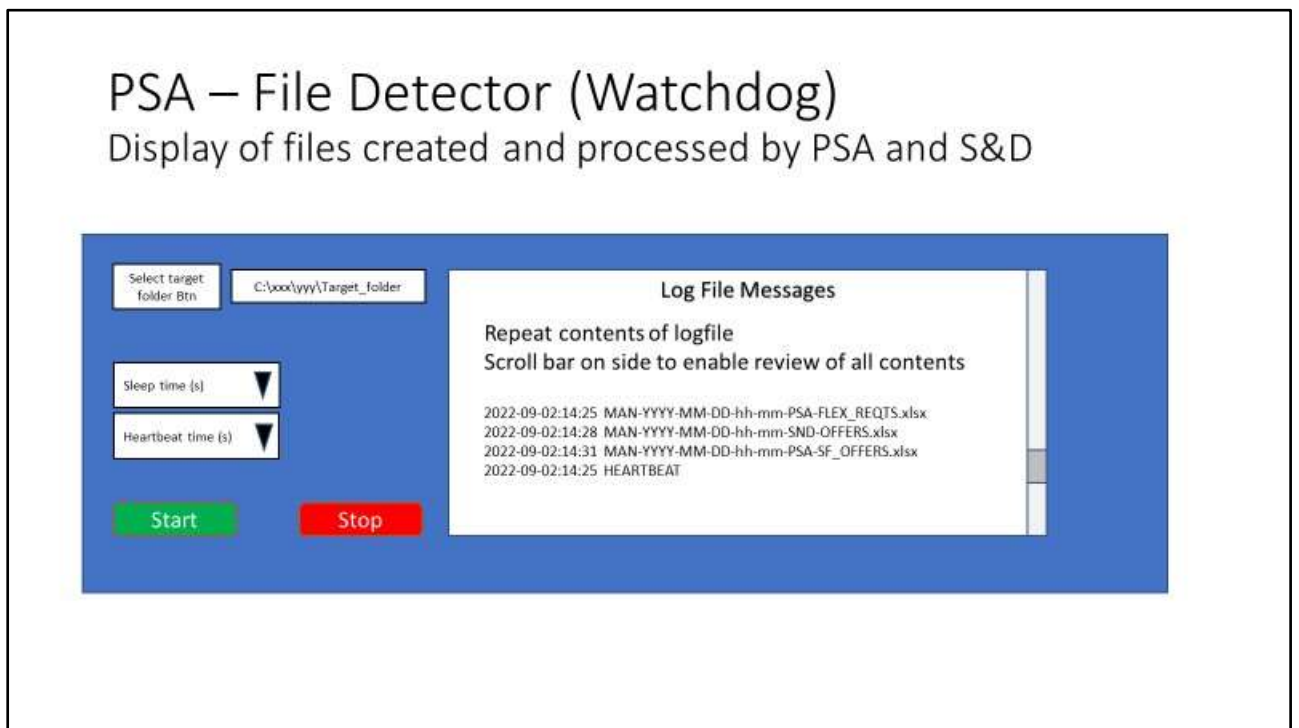 PSA – File Detector (Watchdog)
Display of files created and processed by PSA and S&D
Select target
folder Btn
C:\xxx\yyy\Target_folder
Sleep time (s)
Heartbeat time (s)
Start
Stop
Log File Messages
Repeat contents of logfile
Scroll bar on side to enable review of all contents
2022-09-02:14:25 MAN-YYYY-MM-DD-hh-mm-PSA-FLEX_REQTS.xlsx
2022-09-02:14:28 MAN-YYYY-MM-DD-hh-mm-SND-OFFERS.xlsx
2022-09-02:14:31 MAN-YYYY-MM-DD-hh-mm-PSA-SF_OFFERS.xlsx
2022-09-02:14:25 HEARTBEAT